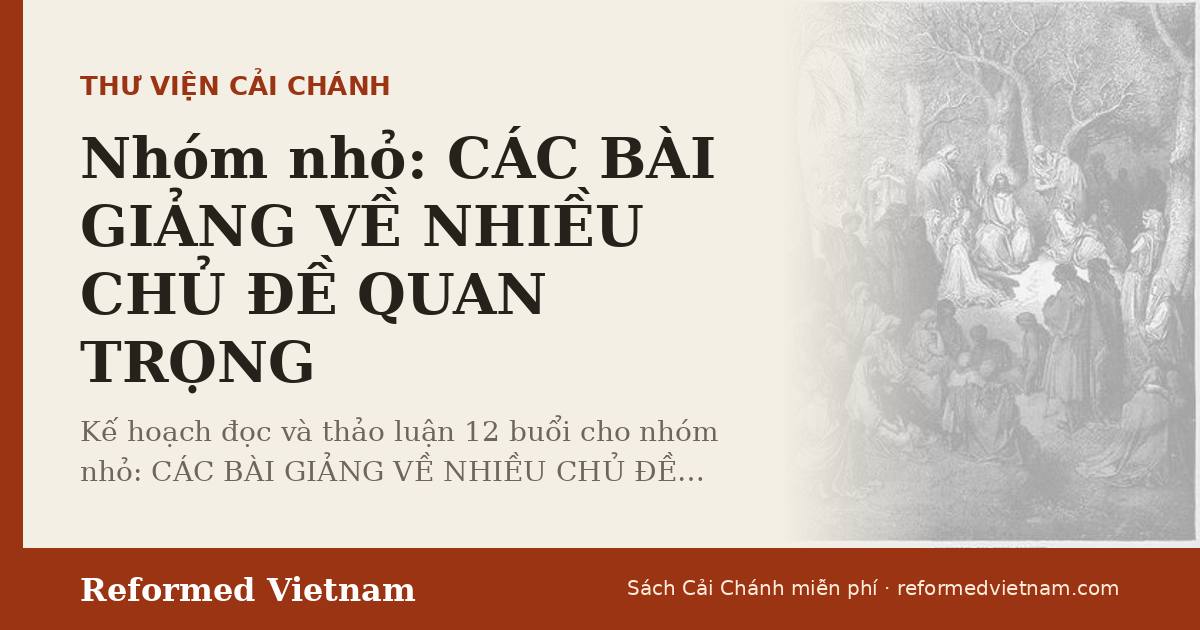 THƯ VIỆN CẢI CHÁNH
Nhóm nhỏ: CÁC BÀI
GIẢNG VỀ NHIỀU
CHỦ ĐỀ QUAN
TRỌNG
Kế hoạch đọc và thảo luận 12 buổi cho nhóm
nhỏ: CÁC BÀI GIẢNG VỀ NHIỀU CHỦ ĐỀ...
Reformed Vietnam
Sách Cải Chánh miễn phí · reformedvietnam.com